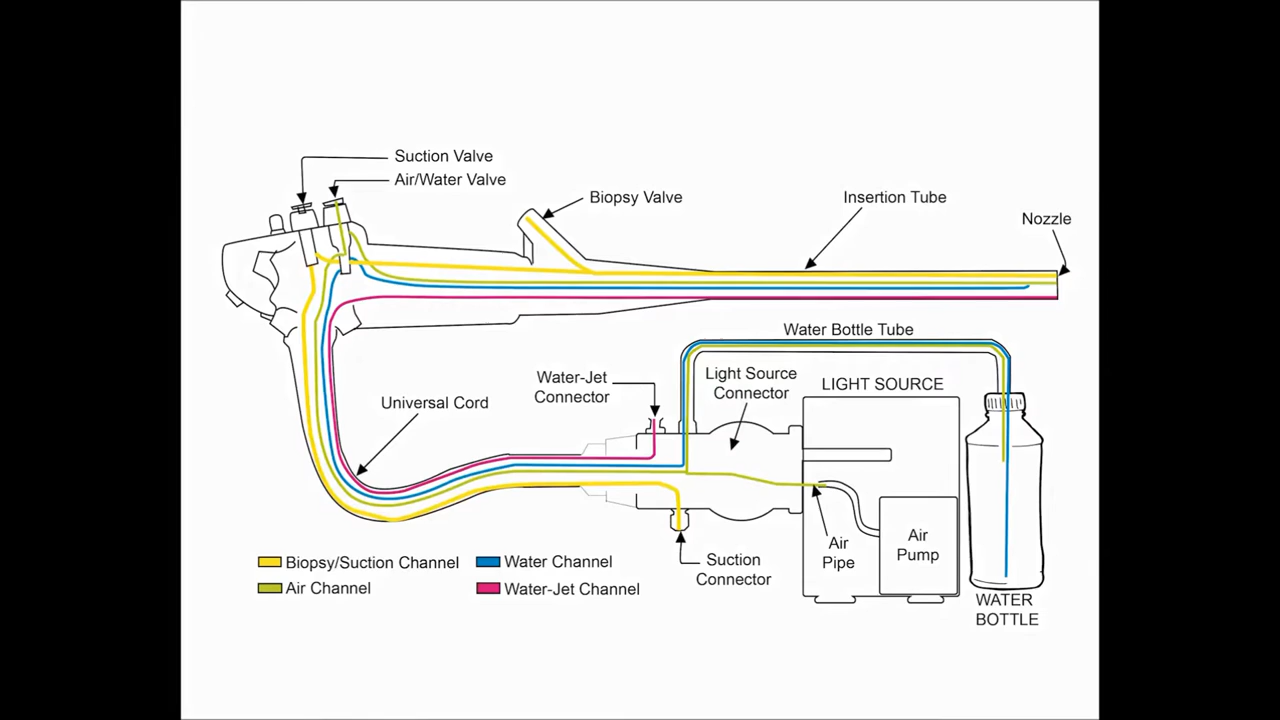 Suction Valve
Air/Water Valve
Biopsy Valve
Insertion Tube
Nozzle
Water Bottle Tube
Water-Jet
Connector
Light Source
Connector
LIGHT SOURCE
Universal Cord
Air
Pipe
Air
Pump
Suction
Connector
Biopsy/Suction Channel
Water Channel
Air Channel
Water-Jet Channel
WATER
BOTTLE